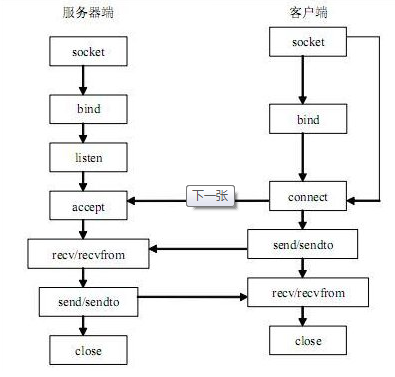 服务器端
客户端
socket
bind
listen
accept
recv/recvfrom
send/sendto
close
下一张
socket
bind
connect
send/sendto
recv/recvfrom
close